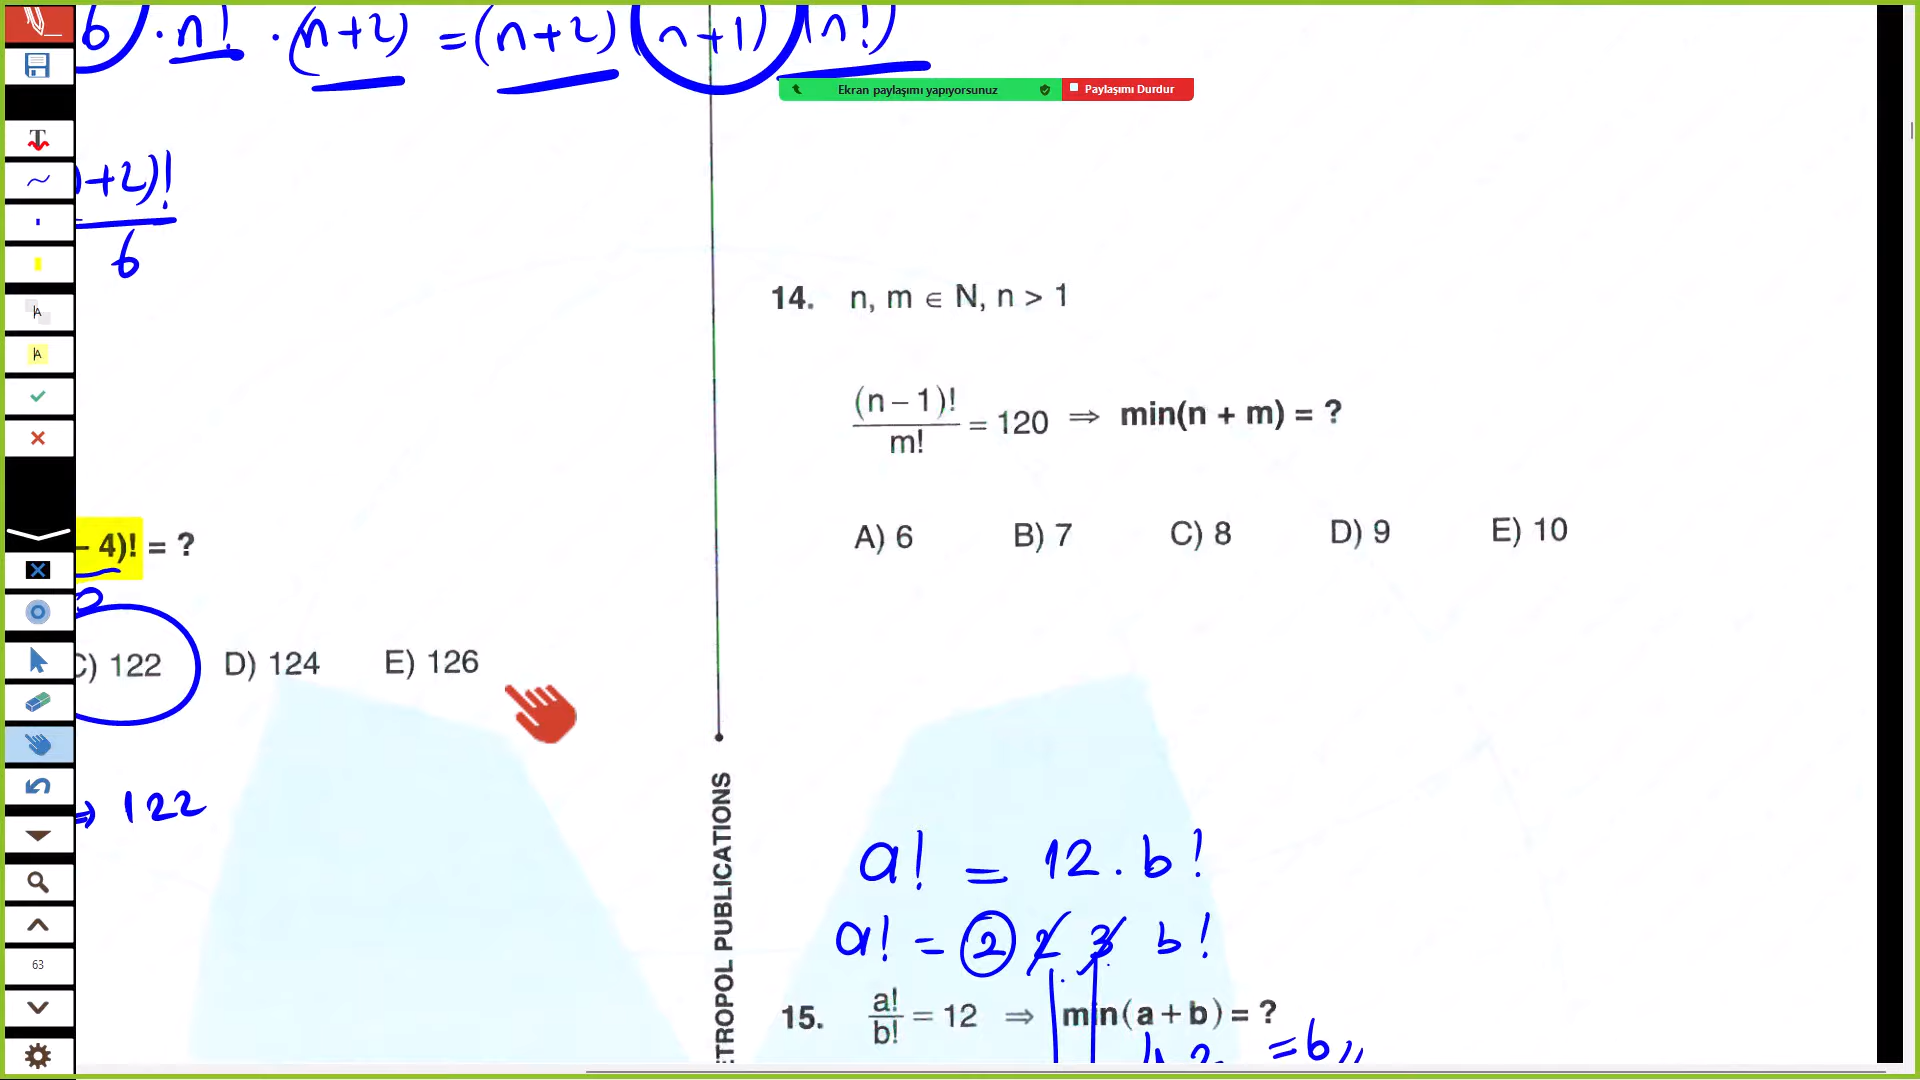 6 · n! · (n+2) = (n+2) (n+1) (n!)
Ekran paylaşımı yapıyorsunuz
Paylaşımı Durdur
+2)!
6
– 4)! = ?
C) 122 D) 124 E) 126
⇒ 122
63
METROPOL PUBLICATIONS
14. n, m ∈ N, n > 1
(n – 1)!
m!
= 120 ⇒ min(n + m) = ?
A) 6 B) 7 C) 8 D) 9 E) 10
a! = 12 . b!
a! = 2 2 3 b!
15. a!
b!
= 12 ⇒ min(a + b) = ?
= b